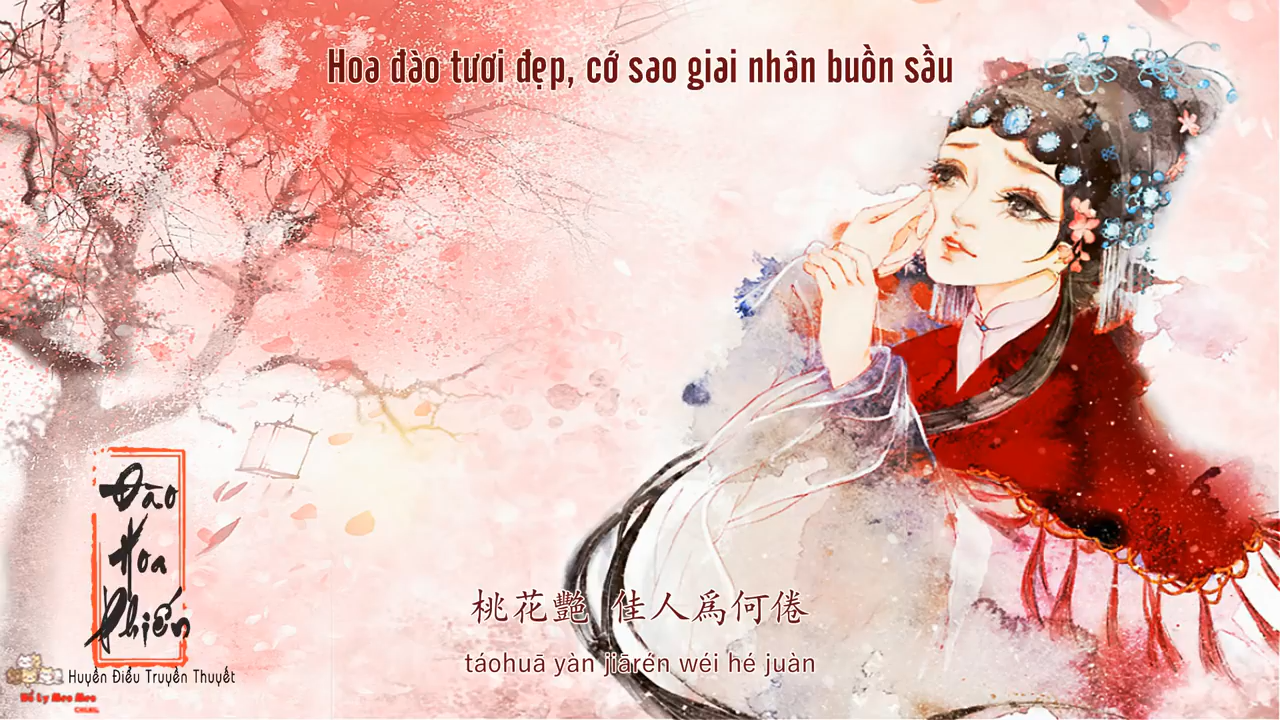 Hoa đào tươi đẹp, cớ sao giai nhân buồn sầu
Đào
Hoa
Phiến
Huyền Điểu Truyền Thuyết
桃花艷 佳人爲何倦
táohuā yàn jiārén wéi hé juàn